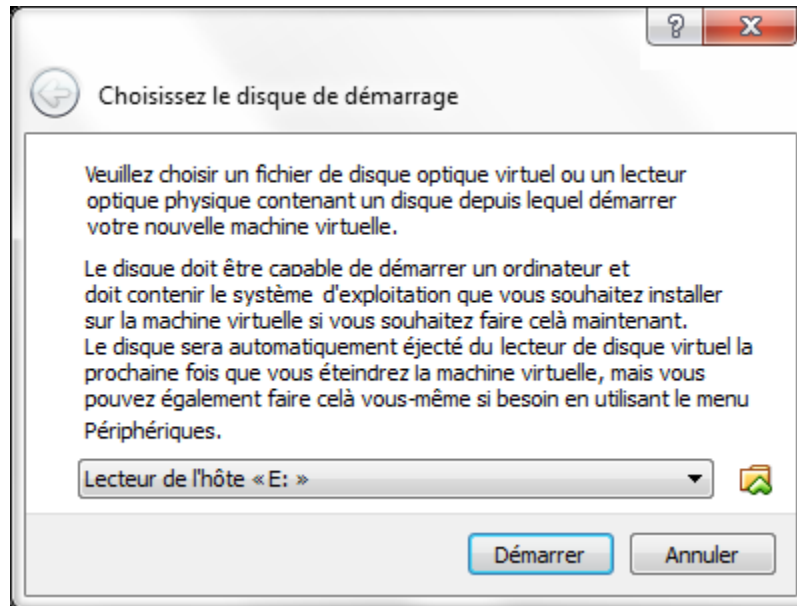 Choisissez le disque de démarrage
Veuillez choisir un fichier de disque optique virtuel ou un lecteur
optique physique contenant un disque depuis lequel démarrer
votre nouvelle machine virtuelle.
Le disque doit être capable de démarrer un ordinateur et
doit contenir le système d'exploitation que vous souhaitez installer
sur la machine virtuelle si vous souhaitez faire celà maintenant.
Le disque sera automatiquement éjecté du lecteur de disque virtuel la
prochaine fois que vous éteindrez la machine virtuelle, mais vous
pouvez également faire celà vous-même si besoin en utilisant le menu
Périphériques.
Lecteur de l'hôte « E: »
Démarrer Annuler